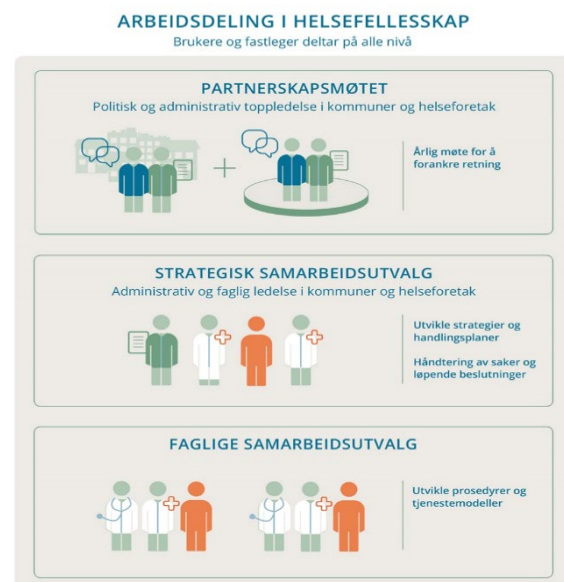 ARBEIDSDELING I HELSEFELLESSKAP
Brukere og fastleger deltar på alle nivå
PARTNERSKAPSMØTET
Politisk og administrativ toppledelse i kommuner og helseforetak
Årlig møte for å
forankre retning
STRATEGISK SAMARBEIDSUTVALG
Administrativ og faglig ledelse i kommuner og helseforetak
Utvikle strategier og
handlingsplaner
Håndtering av saker og
løpende beslutninger
FAGLIGE SAMARBEIDSUTVALG
Utvikle prosedyrer og
tjenestemodeller